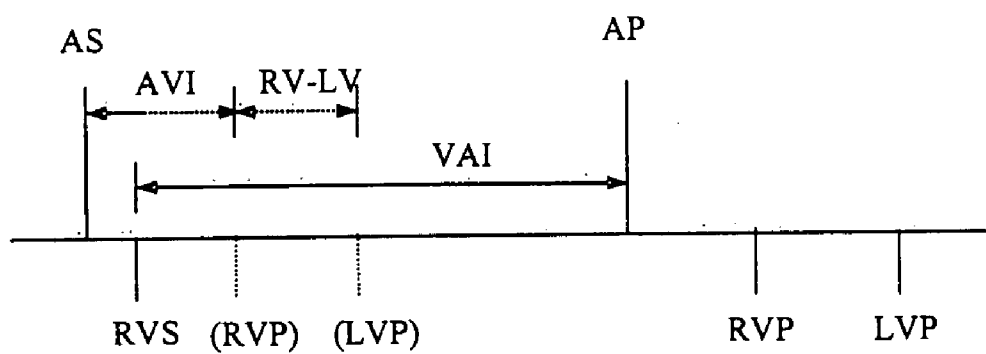 AS
AP
AVI RV-LV
VAI
RVS (RVP) (LVP) RVP LVP